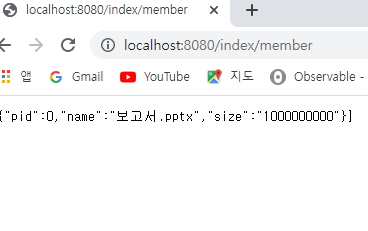 localhost:8080/index/member
localhost:8080/index/member
앱 Gmail YouTube 지도 Observable -
{"pid":0,"name":"보고서.pptx","size":"1000000000"}]